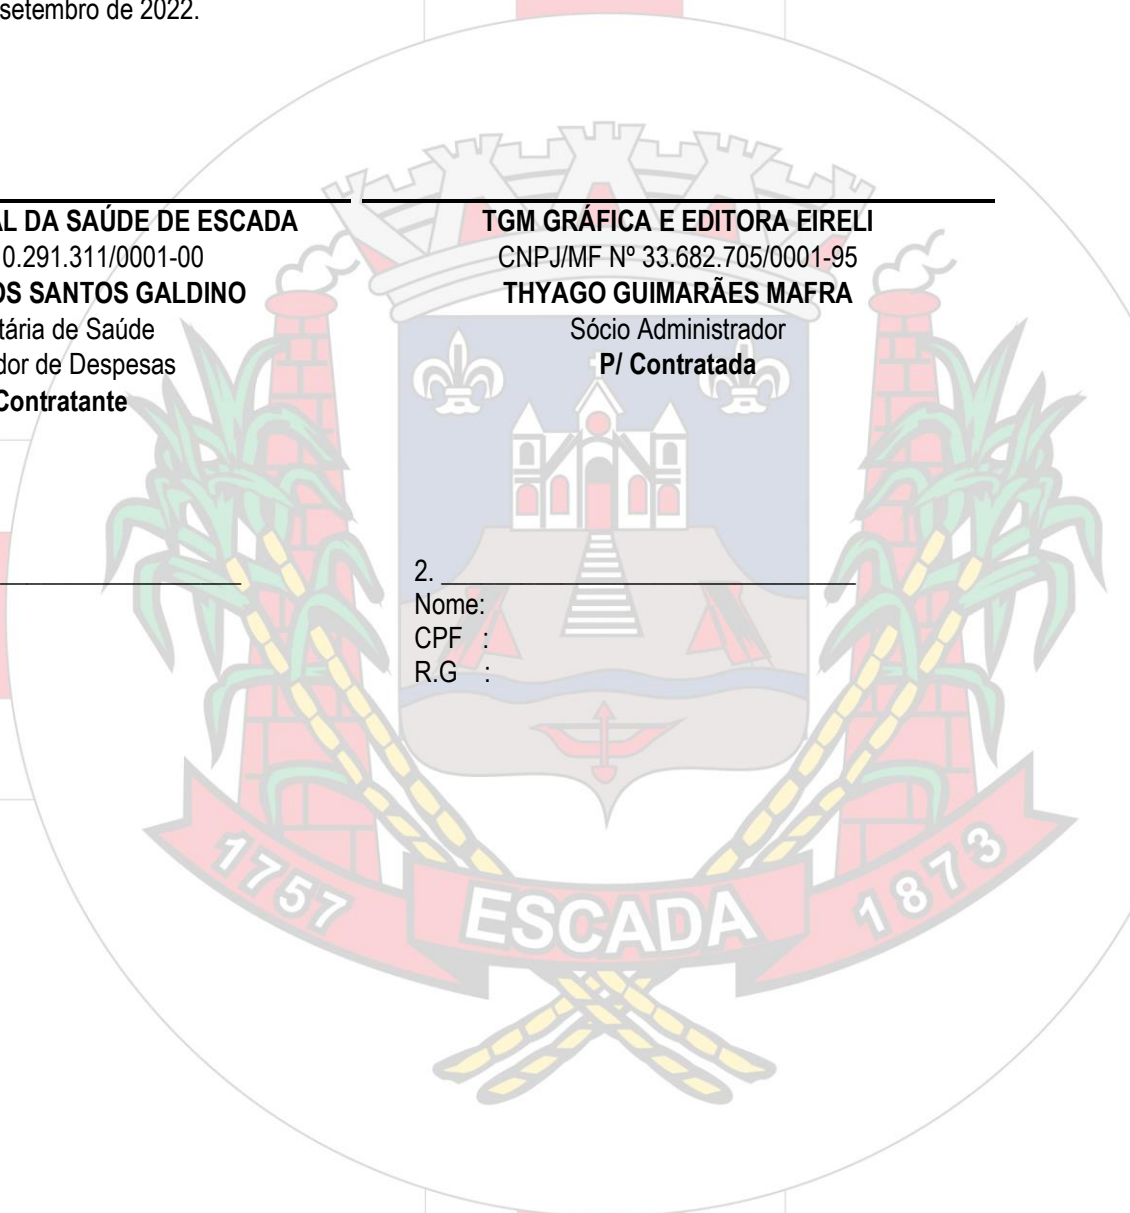 setembro de 2022.
AL DA SAÚDE DE ESCADA
0.291.311/0001-00
OS SANTOS GALDINO
tária de Saúde
dor de Despesas
Contratante
TGM GRÁFICA E EDITORA EIRELI
CNPJ/MF Nº 33.682.705/0001-95
THYAGO GUIMARÃES MAFRA
Sócio Administrador
P/ Contratada
2.
Nome:
CPF :
R.G :
1757
ESCADA
1873